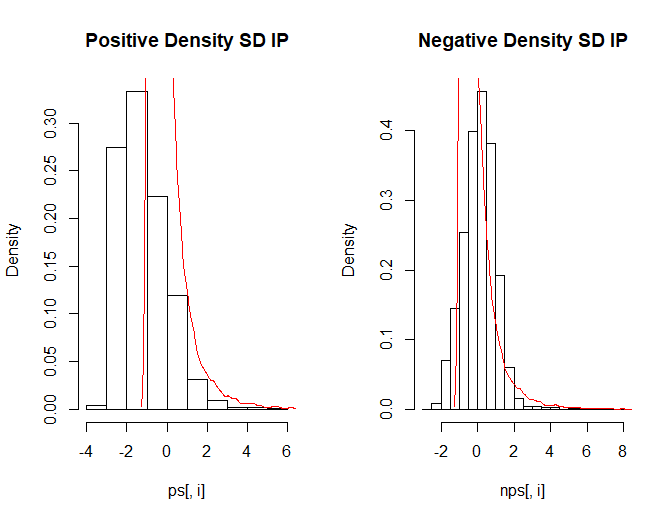 Positive Density SD IP
Density
0.00 0.05 0.10 0.15 0.20 0.25 0.30
-4 -2 0 2 4 6
ps[, i]
Negative Density SD IP
Density
0.0 0.1 0.2 0.3 0.4
-2 0 2 4 6 8
nps[, i]